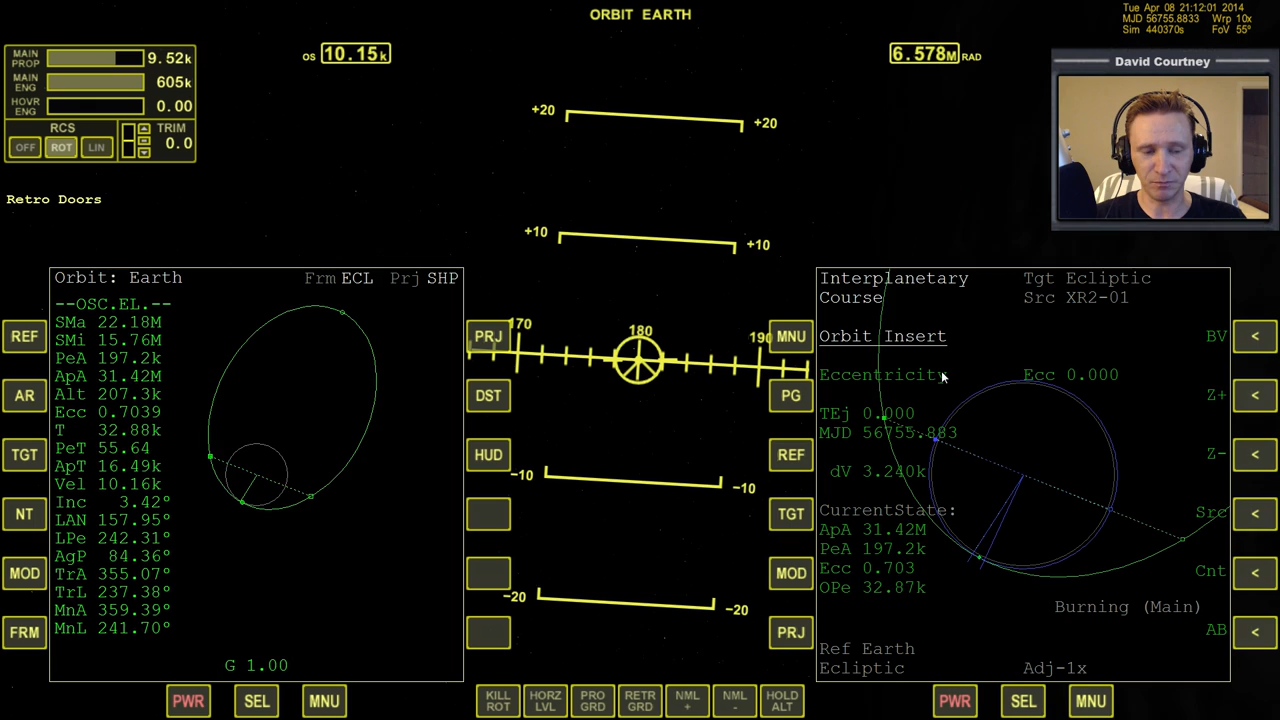 ORBIT EARTH
Tue Apr 08 21:12:01 2014
MJD 56755.8833 Wrp 10x
Sim 440370s FoV 55°
MAIN PROP 9.52k
MAIN ENG 605k
HOVR ENG 0.00
RCS TRIM
OFF ROT LIN 0.0
OS 10.15k
6.578M RAD
David Courtney
Retro Doors
+20 +20
+10 +10
170 180 190
-10 -10
-20 -20
Orbit: Earth Frm ECL Prj SHP
--OSC.EL.--
SMa 22.18M
SMi 15.76M
PeA 197.2k
ApA 31.42M
Alt 207.3k
Ecc 0.7039
T 32.88k
PeT 55.64
ApT 16.49k
Vel 10.16k
Inc 3.42°
LAN 157.95°
LPe 242.31°
AgP 84.36°
TrA 355.07°
TrL 237.38°
MnA 359.39°
MnL 241.70°
G 1.00
REF
AR
TGT
NT
MOD
FRM
PRJ
DST
HUD
PWR SEL MNU
KILL ROT
HORZ LVL
PRO GRD
RETR GRD
NML +
NML -
HOLD ALT
MNU
PG
REF
TGT
MOD
PRJ
Interplanetary Tgt Ecliptic
Course Src XR2-01
Orbit Insert
Eccentricity Ecc 0.000
TEj 0.000
MJD 56755.883
dV 3.240k
CurrentState:
ApA 31.42M
PeA 197.2k
Ecc 0.703
OPe 32.87k
Burning (Main)
Ref Earth
Ecliptic Adj-1x
BV <
Z+ <
Z- <
Src <
Cnt <
AB <
PWR SEL MNU